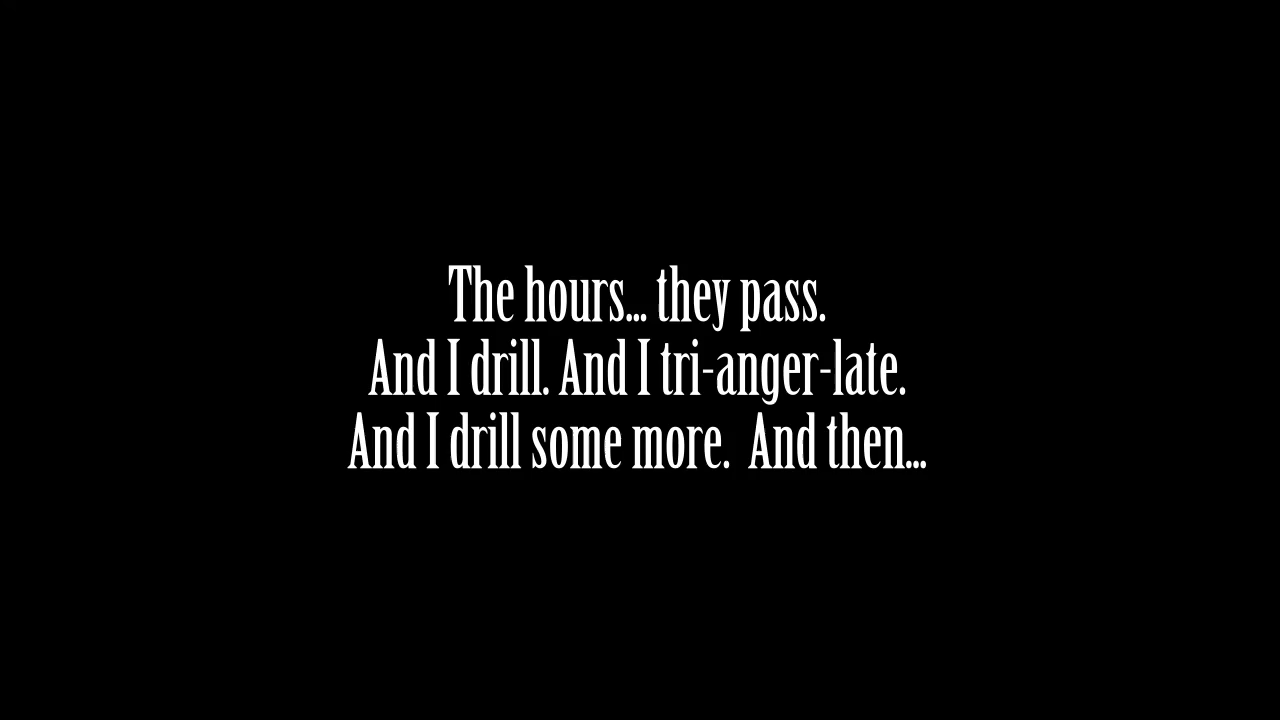 The hours... they pass.
And I drill. And I tri-anger-late.
And I drill some more.  And then...